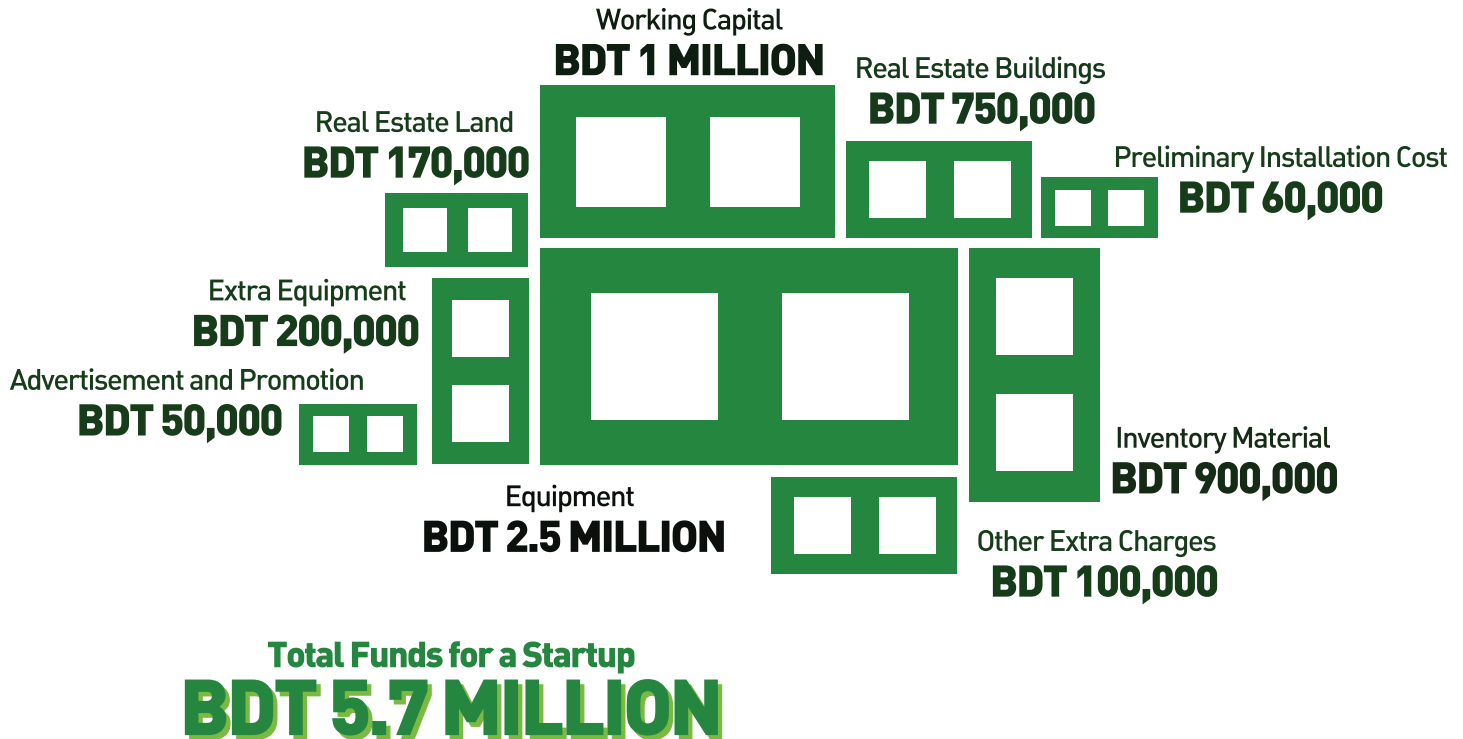 Working Capital
BDT 1 MILLION
Real Estate Buildings
BDT 750,000
Real Estate Land
BDT 170,000
Preliminary Installation Cost
BDT 60,000
Extra Equipment
BDT 200,000
Advertisement and Promotion
BDT 50,000
Inventory Material
BDT 900,000
Equipment
BDT 2.5 MILLION
Other Extra Charges
BDT 100,000
Total Funds for a Startup
BDT 5.7 MILLION